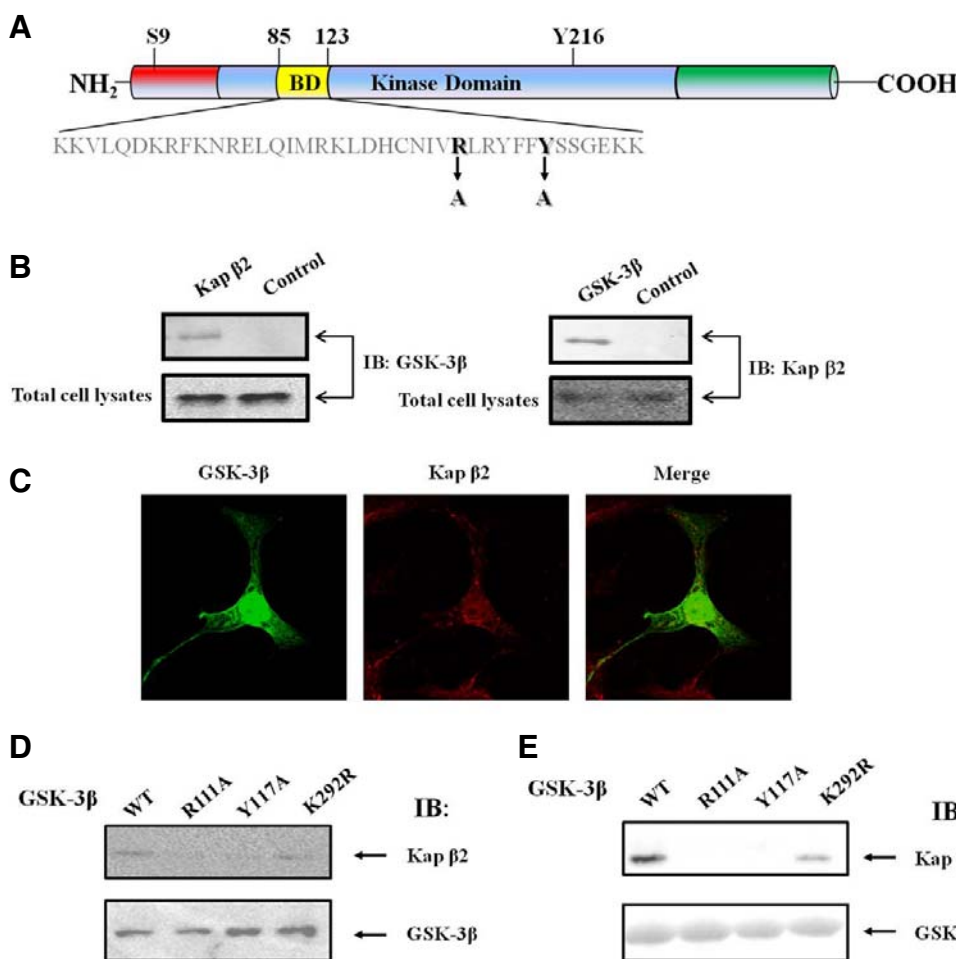 A
S9 85 123 Y216
NH2 BD Kinase Domain COOH
KKVLQDKRFKNRELQIMRKLDHCNIVRLRYFFYSSGEKK
A A
B
Kap β2 Control
IB: GSK-3β
Total cell lysates
GSK-3β Control
IB: Kap β2
Total cell lysates
C
GSK-3β Kap β2 Merge
D
GSK-3β WT R111A Y117A K292R IB:
Kap β2
GSK-3β
E
GSK-3β WT R111A Y117A K292R IB
Kap
GSK